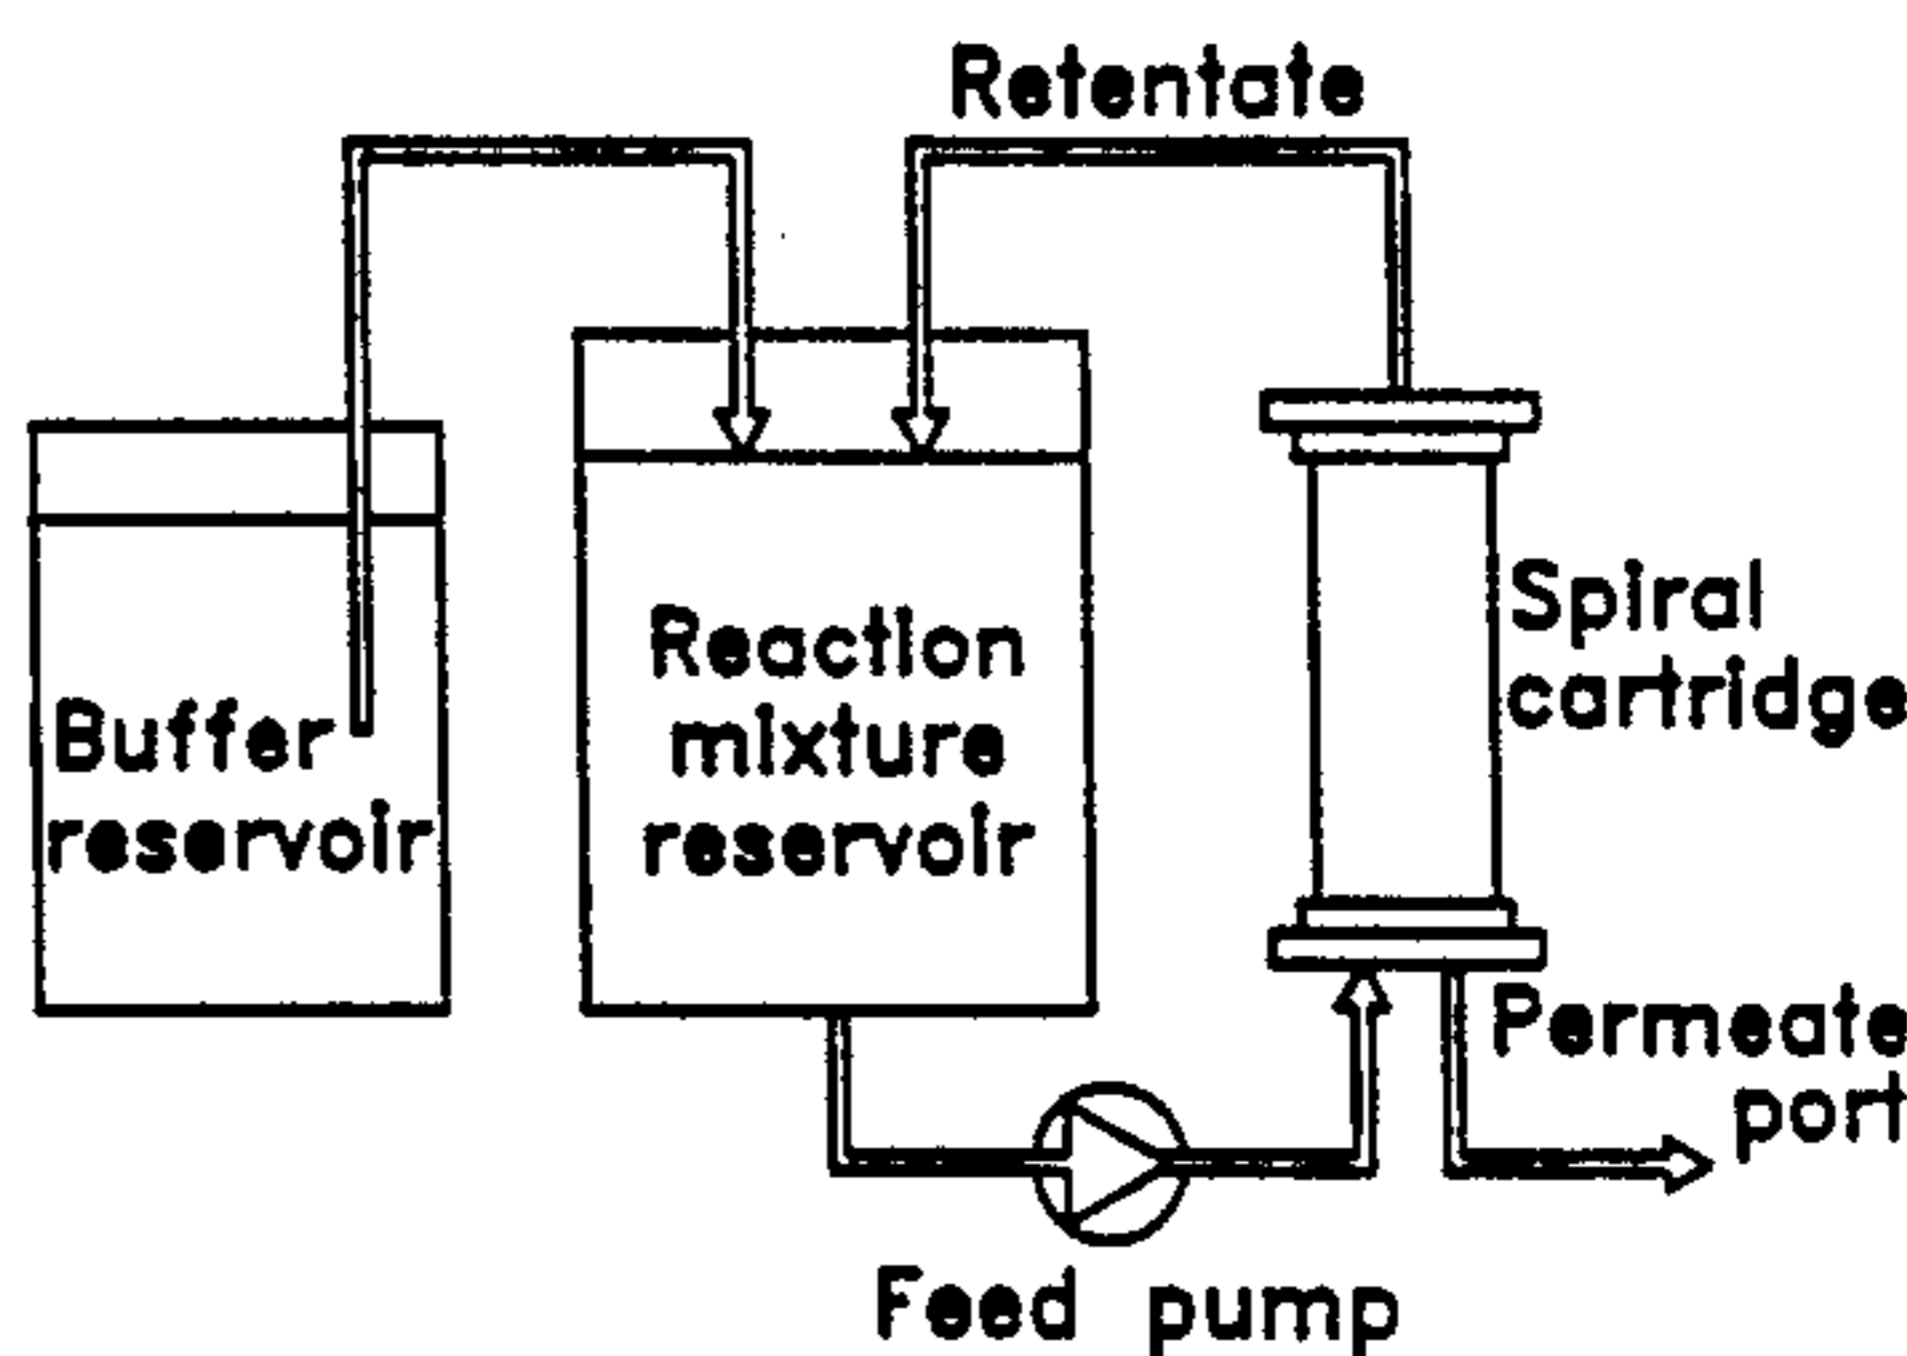 Retentate
Buffer
reservoir
Reaction
mixture
reservoir
Spiral
cartridge
Permeate
port
Feed pump